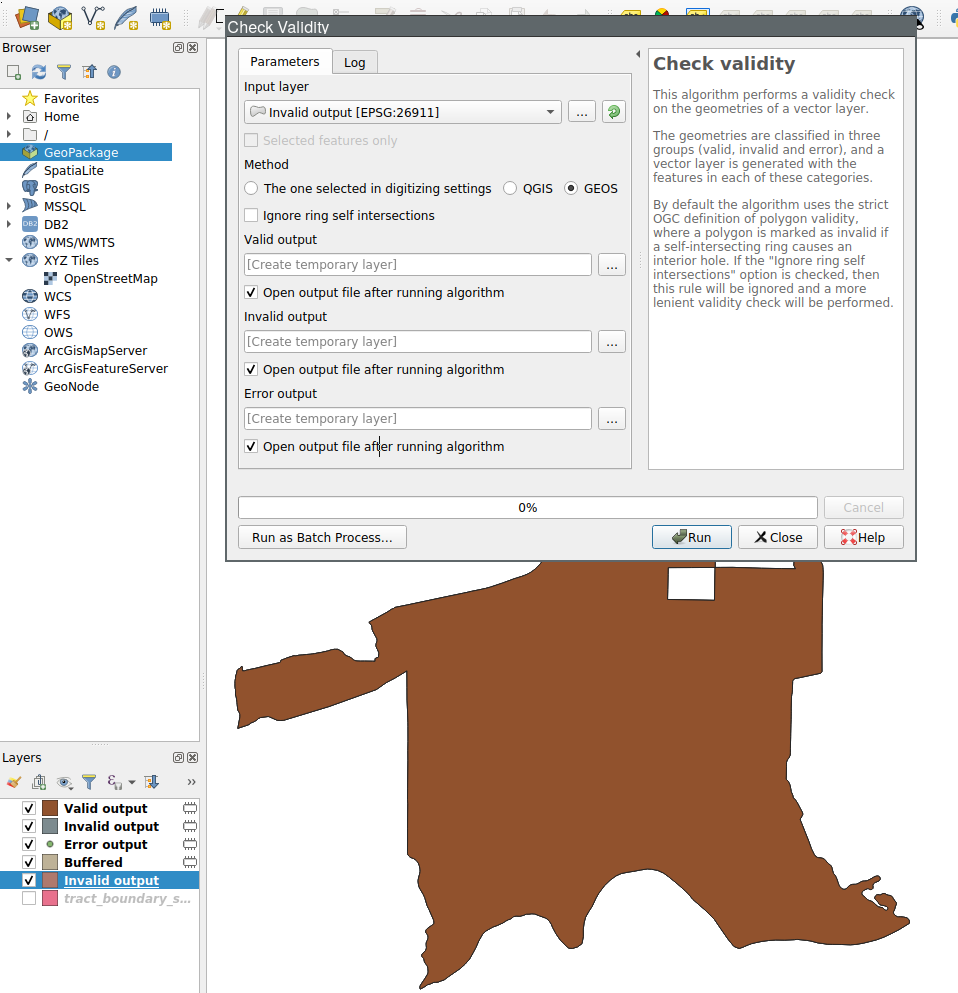 Check Validity
Browser
Favorites
Home
/
GeoPackage
SpatiaLite
PostGIS
MSSQL
DB2
DB2
WMS/WMTS
XYZ Tiles
OpenStreetMap
WCS
WFS
OWS
ArcGisMapServer
ArcGisFeatureServer
GeoNode
Parameters
Log
Input layer
Invalid output [EPSG:26911]
...
Selected features only
Method
The one selected in digitizing settings
QGIS
GEOS
Ignore ring self intersections
Valid output
[Create temporary layer]
...
Open output file after running algorithm
Invalid output
[Create temporary layer]
...
Open output file after running algorithm
Error output
[Create temporary layer]
...
Open output file after running algorithm
Check validity
This algorithm performs a validity check
on the geometries of a vector layer.
The geometries are classified in three
groups (valid, invalid and error), and a
vector layer is generated with the
features in each of these categories.
By default the algorithm uses the strict
OGC definition of polygon validity,
where a polygon is marked as invalid if
a self-intersecting ring causes an
interior hole. If the "Ignore ring self
intersections" option is checked, then
this rule will be ignored and a more
lenient validity check will be performed.
0%
Cancel
Run as Batch Process...
Run
Close
Help
Layers
ε
»
Valid output
Invalid output
Error output
Buffered
Invalid output
tract_boundary_s...